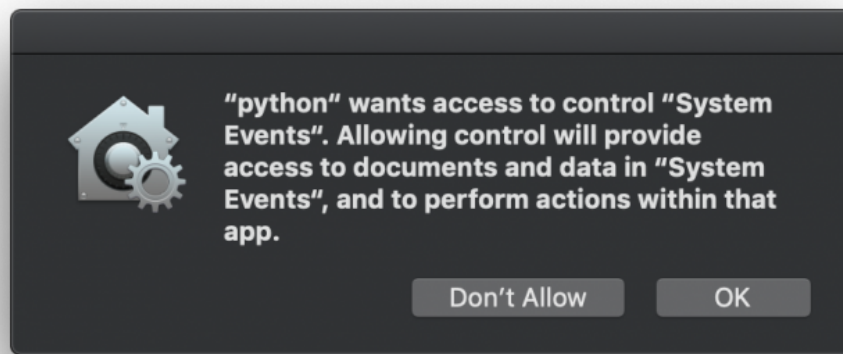 “python“ wants access to control “System
Events“. Allowing control will provide
access to documents and data in “System
Events“, and to perform actions within that
app.
Don’t Allow
OK